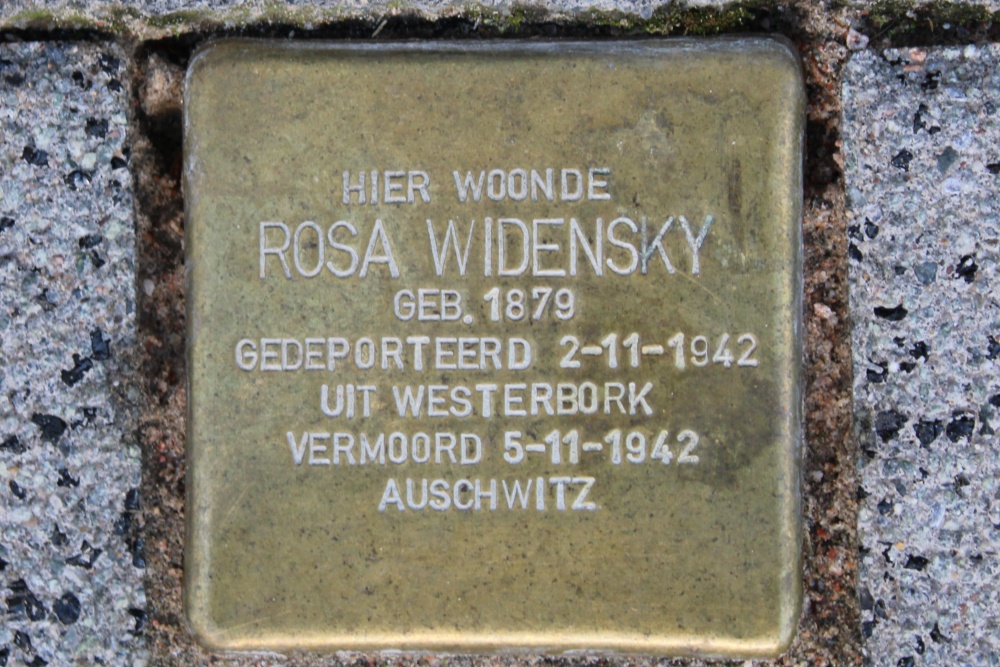 HIER WOONDE
ROSA WIDENSKY
GEB. 1879
GEDEPORTEERD 2-11-1942
UIT WESTERBORK
VERMOORD 5-11-1942
AUSCHWITZ